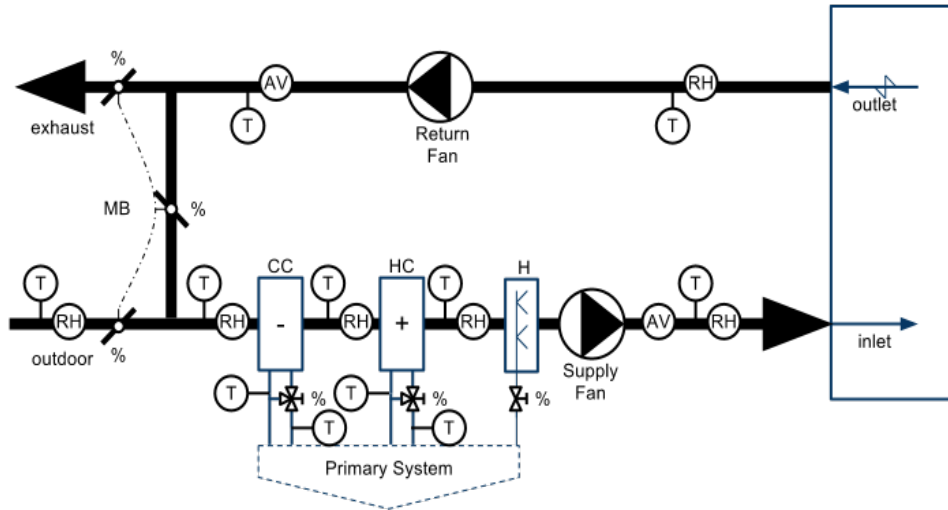 %
AV
RH
T
T
outlet
exhaust
Return
Fan
MB
%
CC
HC
H
T
T
T
T
T
RH
RH
-
RH
+
RH
AV
RH
outdoor
%
Supply
Fan
inlet
T
%
T
%
%
T
T
Primary System